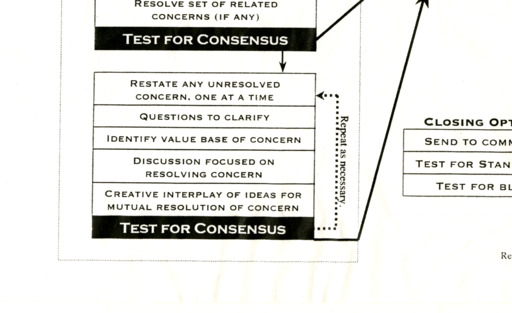 RESOLVE SET OF RELATED
CONCERNS (IF ANY)
TEST FOR CONSENSUS
RESTATE ANY UNRESOLVED
CONCERN, ONE AT A TIME
QUESTIONS TO CLARIFY
IDENTIFY VALUE BASE OF CONCERN
DISCUSSION FOCUSED ON
RESOLVING CONCERN
CREATIVE INTERPLAY OF IDEAS FOR
MUTUAL RESOLUTION OF CONCERN
TEST FOR CONSENSUS
Repeat as necessary.
CLOSING OPT
SEND TO COMM
TEST FOR STAN
TEST FOR BL
Re